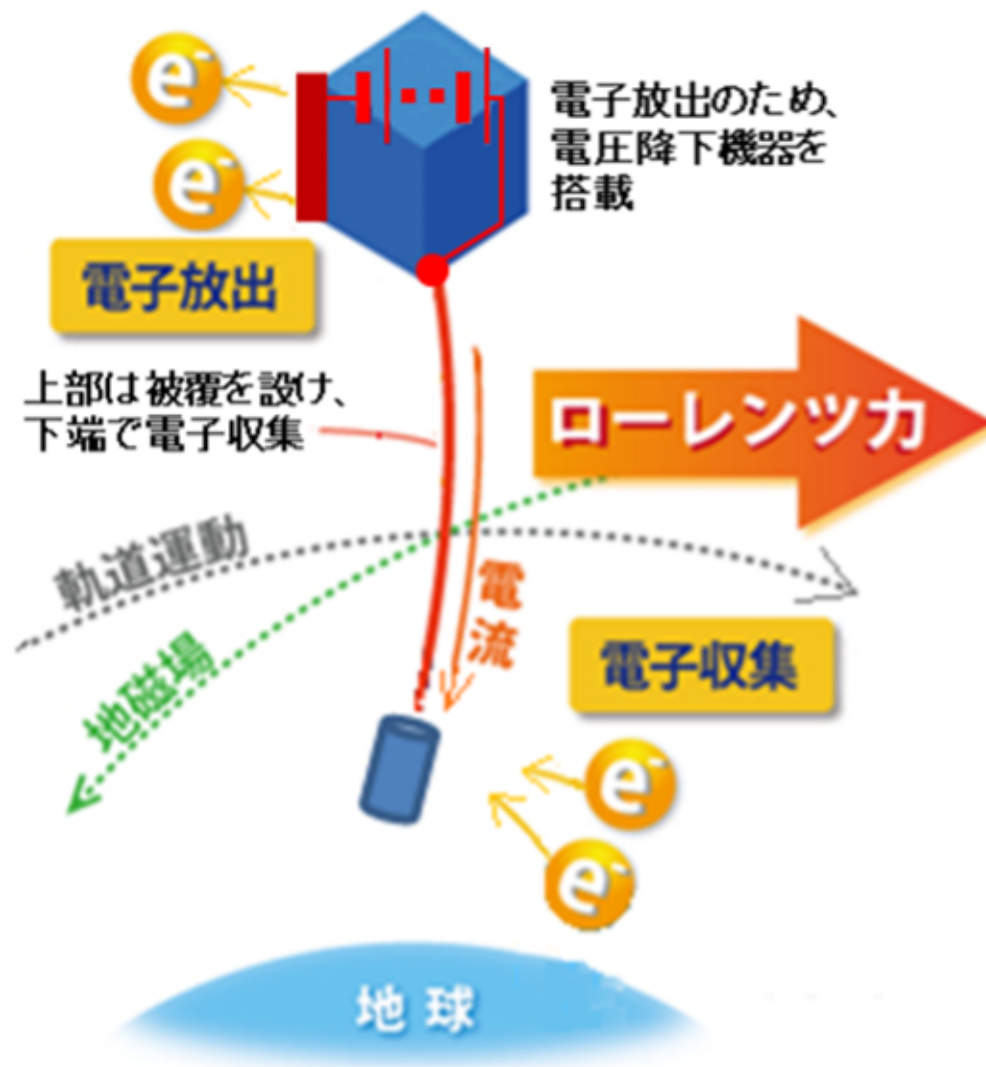 e⁻
電子放出のため、
電圧降下機器を
搭載
e⁻
電子放出
上部は被覆を設け、
下端で電子収集
ローレンツ力
軌道運動
電流
地磁場
電子収集
e⁻
e⁻
地球